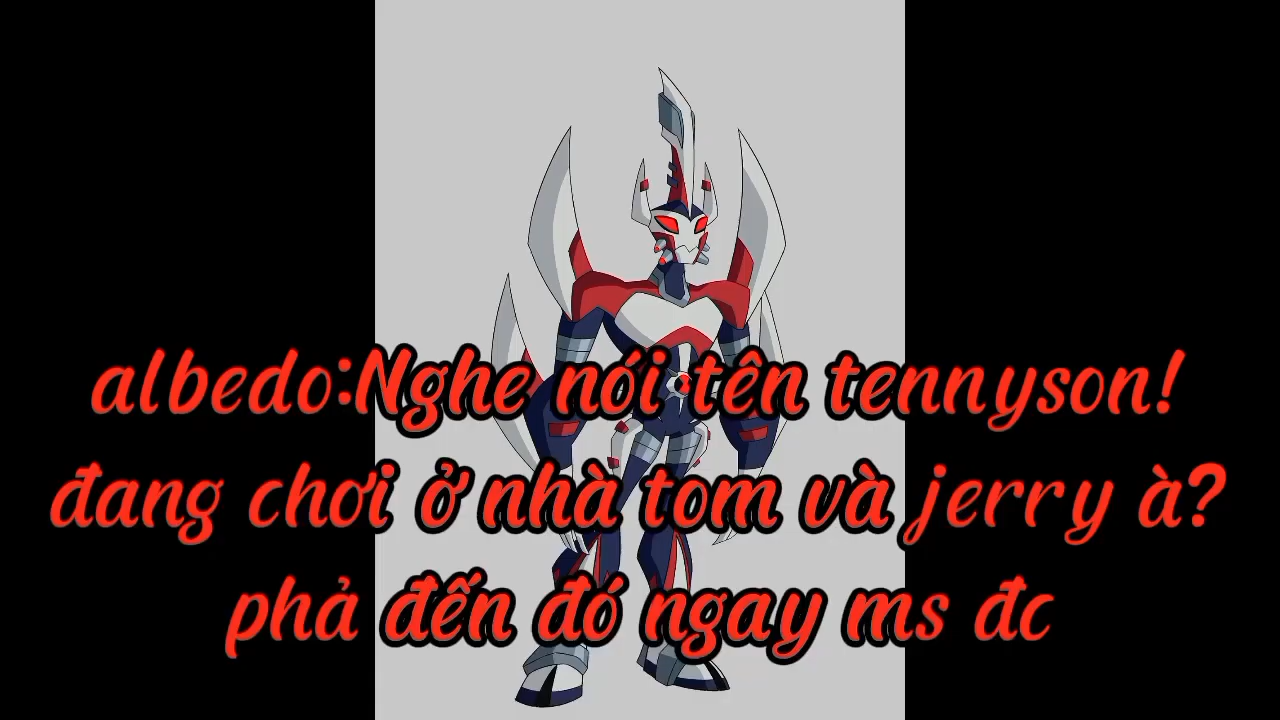 albedo:Nghe nói tên tennyson!
đang chơi ở nhà tom và jerry à?
phả đến đó ngay ms đc